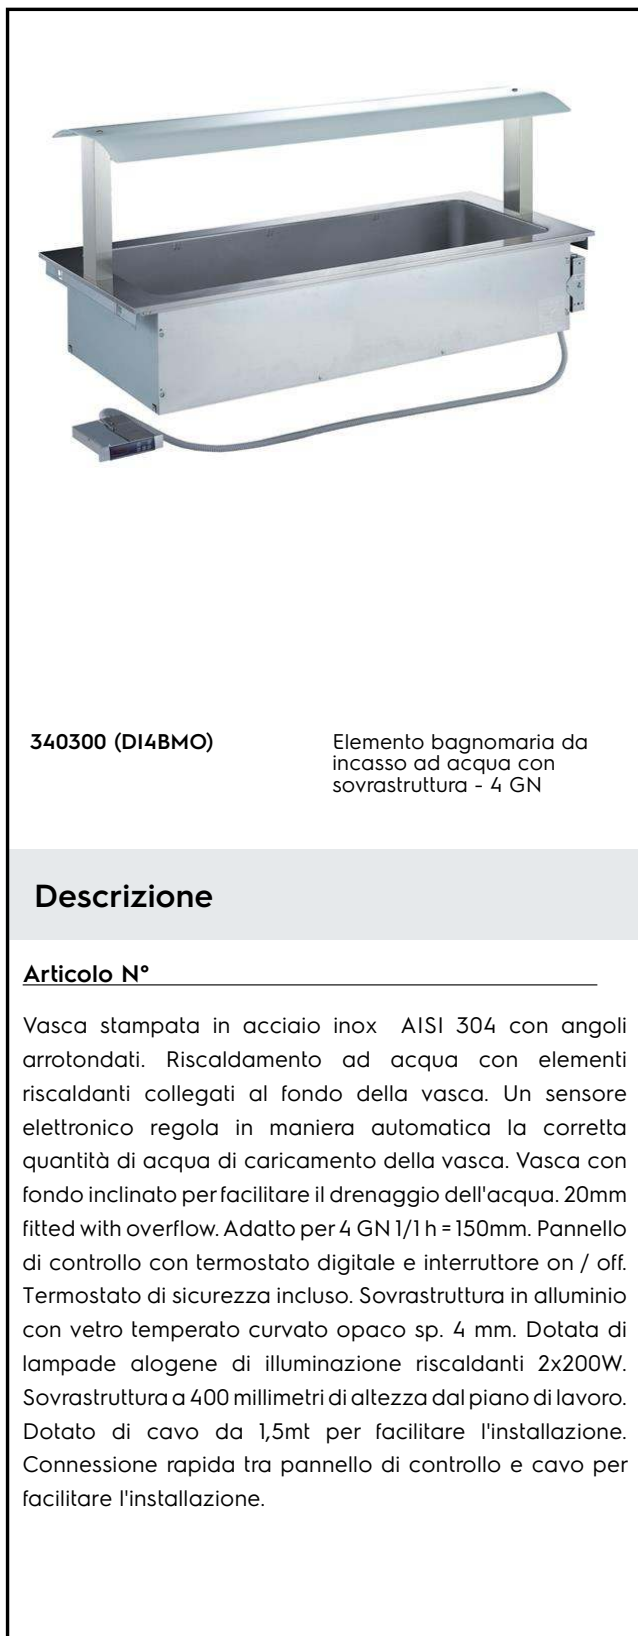 340300 (DI4BMO)
Elemento bagnomaria da
incasso ad acqua con
sovrastruttura - 4 GN
Descrizione
Articolo N°
Vasca stampata in acciaio inox AISI 304 con angoli
arrotondati. Riscaldamento ad acqua con elementi
riscaldanti collegati al fondo della vasca. Un sensore
elettronico regola in maniera automatica la corretta
quantità di acqua di caricamento della vasca. Vasca con
fondo inclinato per facilitare il drenaggio dell'acqua. 20mm
fitted with overflow. Adatto per 4 GN 1/1 h = 150mm. Pannello
di controllo con termostato digitale e interruttore on / off.
Termostato di sicurezza incluso. Sovrastruttura in alluminio
con vetro temperato curvato opaco sp. 4 mm. Dotata di
lampade alogene di illuminazione riscaldanti 2x200W.
Sovrastruttura a 400 millimetri di altezza dal piano di lavoro.
Dotato di cavo da 1,5mt per facilitare l'installazione.
Connessione rapida tra pannello di controllo e cavo per
facilitare l'installazione.